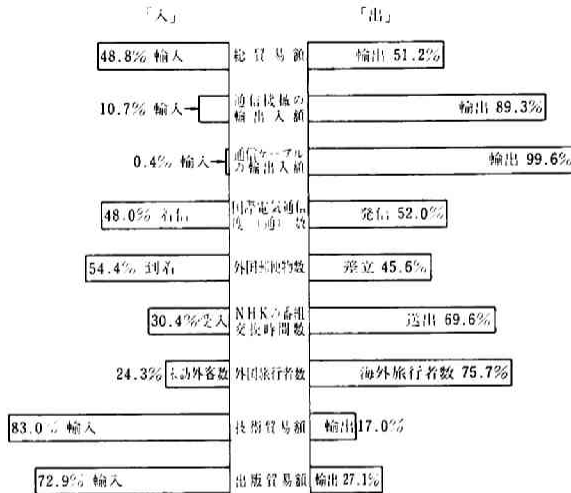 「入」 「出」
48.8% 輸入 総貿易額 輸出 51.2%
10.7% 輸入 通信機械の輸出入額 輸出 89.3%
0.4% 輸入 通信ケーブルの輸出入額 輸出 99.6%
48.0% 着信 国際電気通信度(通)数 発信 52.0%
54.4% 到着 外国郵便物数 差立 45.6%
30.4%受入 NHKの番組交換時間数 送出 69.6%
24.3% 来訪外客数 外国旅行者数 海外旅行者数 75.7%
83.0% 輸入 技術貿易額 輸出 17.0%
72.9% 輸入 出版貿易額 輸出 27.1%